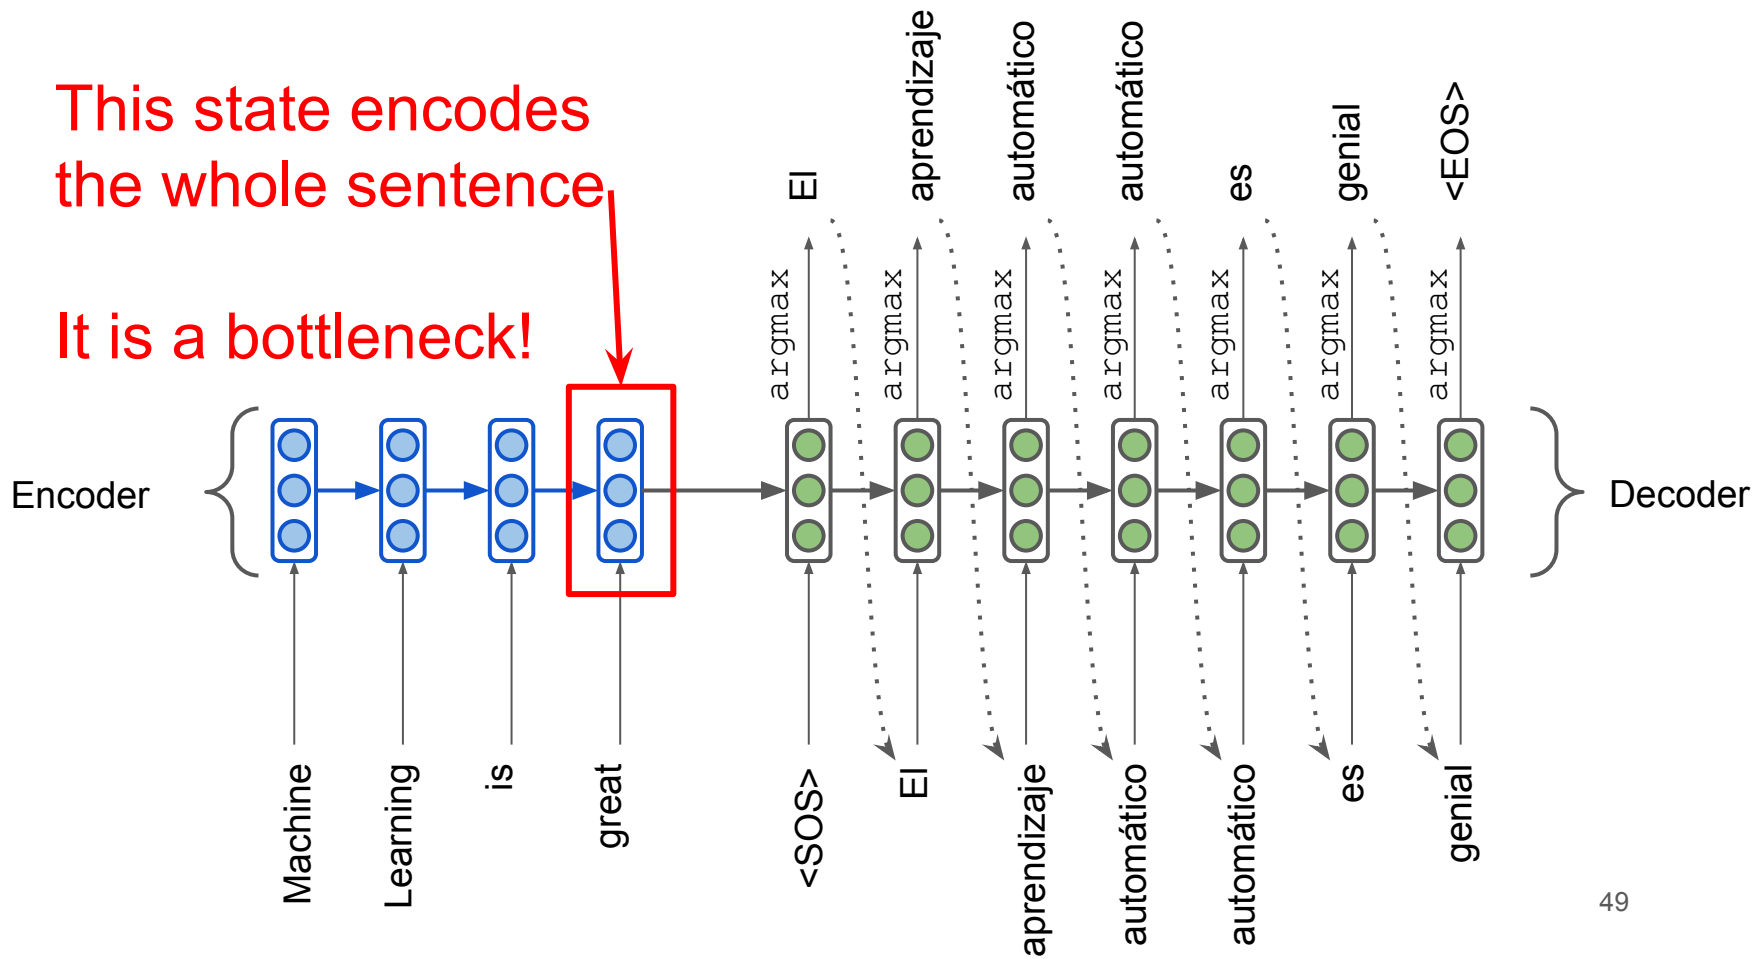 This state encodes
the whole sentence
It is a bottleneck!
El
aprendizaje
automático
automático
es
genial
<EOS>
argmax
argmax
argmax
argmax
argmax
argmax
argmax
Encoder
Decoder
Machine
Learning
is
great
<SOS>
El
aprendizaje
automático
automático
es
genial
49